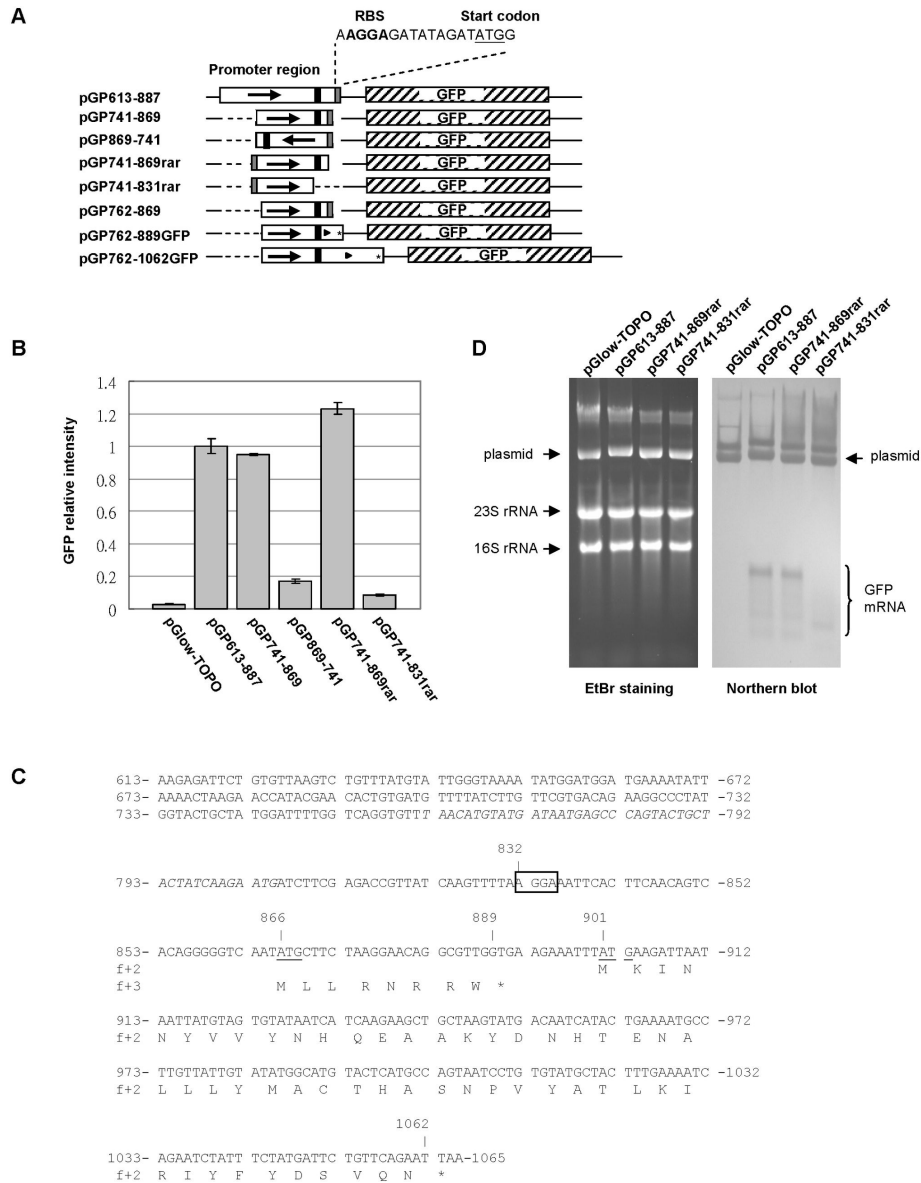 A
RBS Start codon
AAGGAGATATAGATATGG
Promoter region
pGP613-887 GFP
pGP741-869 GFP
pGP869-741 GFP
pGP741-869rar GFP
pGP741-831rar GFP
pGP762-869 GFP
pGP762-889GFP * GFP
pGP762-1062GFP * GFP
B
GFP relative intensity
1.4
1.2
1
0.8
0.6
0.4
0.2
0
pGlow-TOPO
pGP613-887
pGP741-869
pGP869-741
pGP741-869rar
pGP741-831rar
D
pGlow-TOPO pGP613-887 pGP741-869rar pGP741-831rar pGlow-TOPO pGP613-887 pGP741-869rar pGP741-831rar
plasmid
23S rRNA
16S rRNA
plasmid
GFP
mRNA
EtBr staining Northern blot
C
613- AAGAGATTCT GTGTTAAGTC TGTTTATGTA TTGGGTAAAA TATGGATGGA TGAAAATATT -672
673- AAAACTAAGA ACCATACGAA CACTGTGATG TTTTATCTTG TTCGTGACAG AAGGCCCTAT -732
733- GGTACTGCTA TGGATTTTGG TCAGGTGTTT AACATGTATG ATAATGAGCC CAGTACTGCT -792
832
793- ACTATCAAGA ATGATCTTCG AGACCGTTAT CAAGTTTTAA AGGAAATTCAC TTCAACAGTC -852
866 889 901
853- ACAGGGGGTC AATATGCTTC TAAGGAACAG GCGTTGGTGA AGAAATTTAT GAAGATTAAT -912
f+2 M K I N
f+3 M L L R N R R W *
913- AATTATGTAG TGTATAATCA TCAAGAAGCT GCTAAGTATG ACAATCATAC TGAAAATGCC -972
f+2 N Y V V Y N H Q E A A K Y D N H T E N A
973- TTGTTATTGT ATATGGCATG TACTCATGCC AGTAATCCTG TGTATGCTAC TTTGAAAATC -1032
f+2 L L L Y M A C T H A S N P V Y A T L K I
1062
1033- AGAATCTATT TCTATGATTC TGTTCAGAAT TAA-1065
f+2 R I Y F Y D S V Q N *